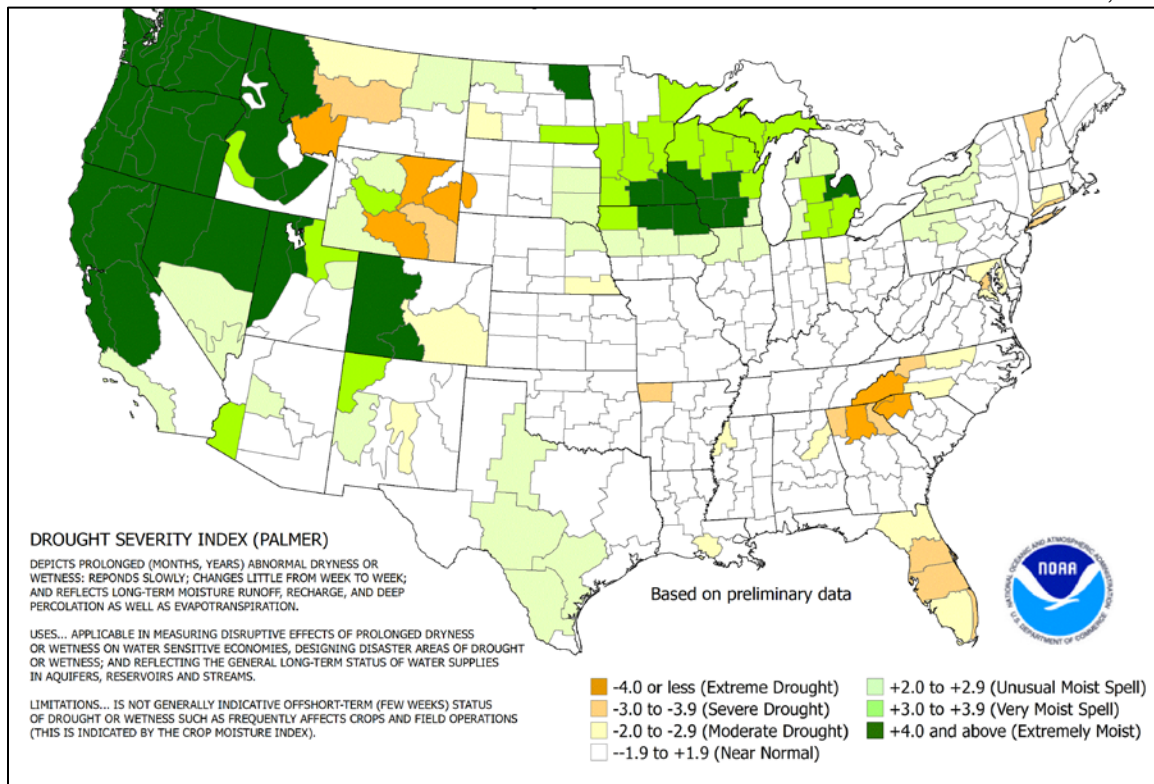 DROUGHT SEVERITY INDEX (PALMER)
DEPICTS PROLONGED (MONTHS, YEARS) ABNORMAL DRYNESS OR
WETNESS: REPONDS SLOWLY; CHANGES LITTLE FROM WEEK TO WEEK;
AND REFLECTS LONG-TERM MOISTURE RUNOFF, RECHARGE, AND DEEP
PERCOLATION AS WELL AS EVAPOTRANSPIRATION.
USES... APPLICABLE IN MEASURING DISRUPTIVE EFFECTS OF PROLONGED DRYNESS
OR WETNESS ON WATER SENSITIVE ECONOMIES, DESIGNING DISASTER AREAS OF DROUGHT
OR WETNESS; AND REFLECTING THE GENERAL LONG-TERM STATUS OF WATER SUPPLIES
IN AQUIFERS, RESERVOIRS AND STREAMS.
LIMITATIONS... IS NOT GENERALLY INDICATIVE OFFSHORT-TERM (FEW WEEKS) STATUS
OF DROUGHT OR WETNESS SUCH AS FREQUENTLY AFFECTS CROPS AND FIELD OPERATIONS
(THIS IS INDICATED BY THE CROP MOISTURE INDEX).
Based on preliminary data
NATIONAL OCEANIC AND ATMOSPHERIC ADMINISTRATION
NOAA
U.S. DEPARTMENT OF COMMERCE
-4.0 or less (Extreme Drought)
-3.0 to -3.9 (Severe Drought)
-2.0 to -2.9 (Moderate Drought)
--1.9 to +1.9 (Near Normal)
+2.0 to +2.9 (Unusual Moist Spell)
+3.0 to +3.9 (Very Moist Spell)
+4.0 and above (Extremely Moist)